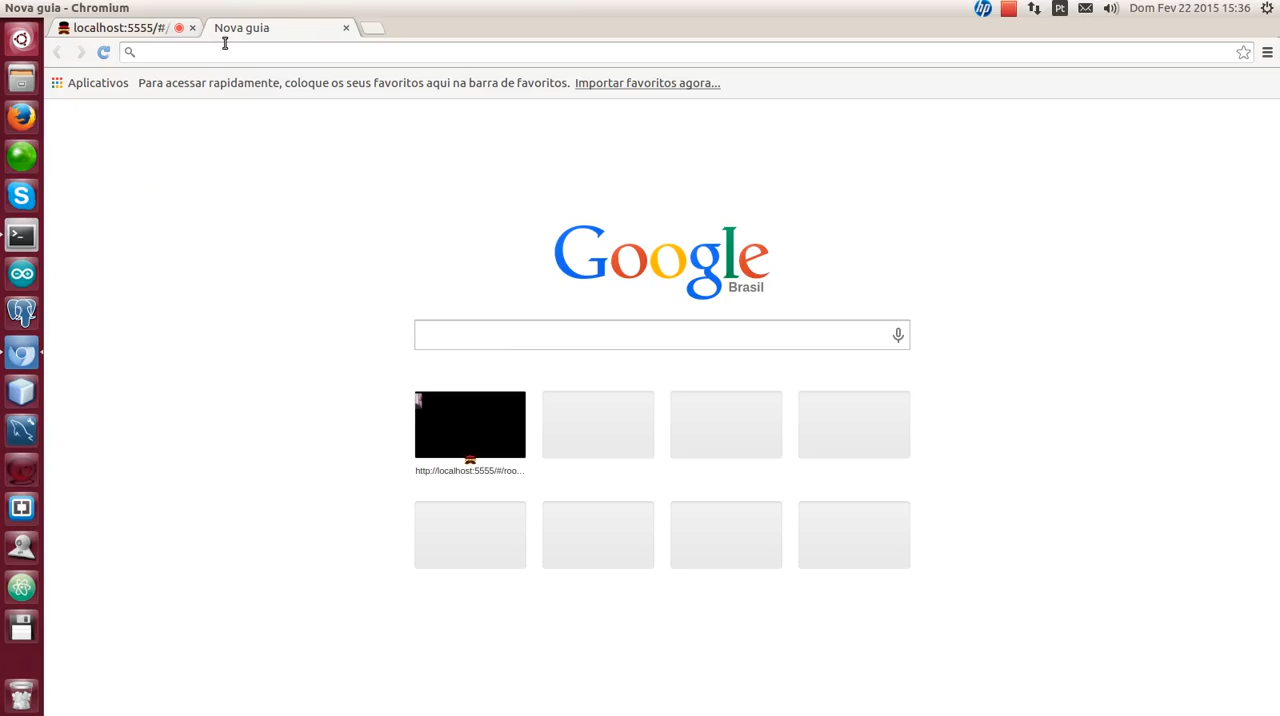 Nova guia - Chromium
Pt
Dom Fev 22 2015 15:36
localhost:5555/#/
Nova guia
Aplicativos
Para acessar rapidamente, coloque os seus favoritos aqui na barra de favoritos.
Importar favoritos agora...
Google
Brasil
http://localhost:5555/#/roo...